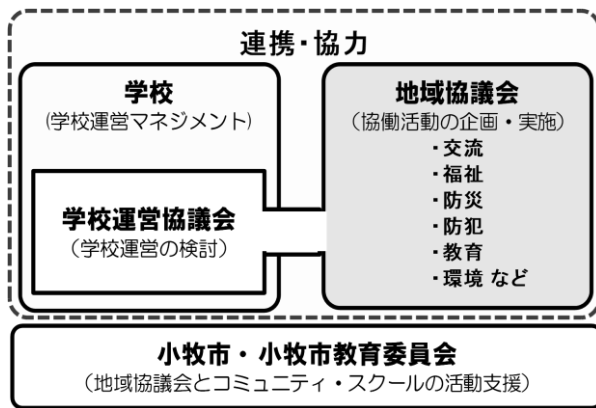 連携・協力
学校
(学校運営マネジメント)
学校運営協議会
(学校運営の検討)
地域協議会
(協働活動の企画・実施)
・交流
・福祉
・防災
・防犯
・教育
・環境 など
小牧市・小牧市教育委員会
(地域協議会とコミュニティ・スクールの活動支援)